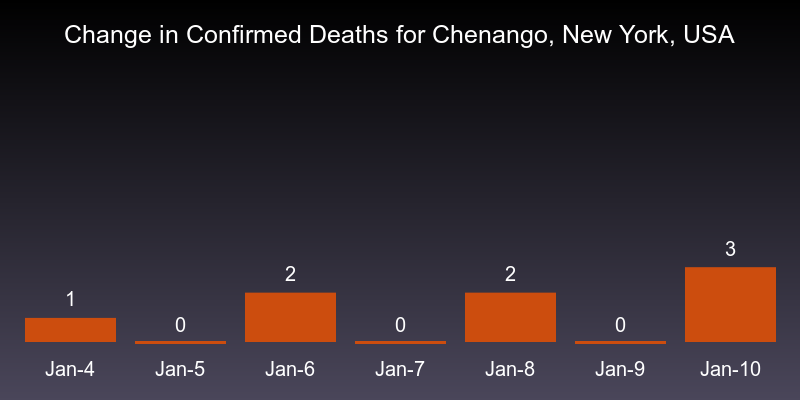 Change in Confirmed Deaths for Chenango, New York, USA
1
0
2
0
2
0
3
Jan-4
Jan-5
Jan-6
Jan-7
Jan-8
Jan-9
Jan-10